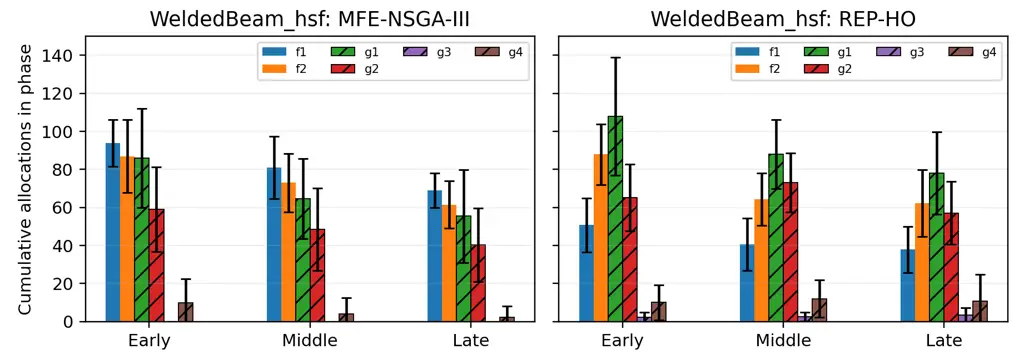 WeldedBeam_hsf: MFE-NSGA-III
WeldedBeam_hsf: REP-HO
Cumulative allocations in phase
140
120
100
80
60
40
20
0
f1 g1 g3 g4
f2 g2
f1 g1 g3 g4
f2 g2
Early Middle Late
Early Middle Late